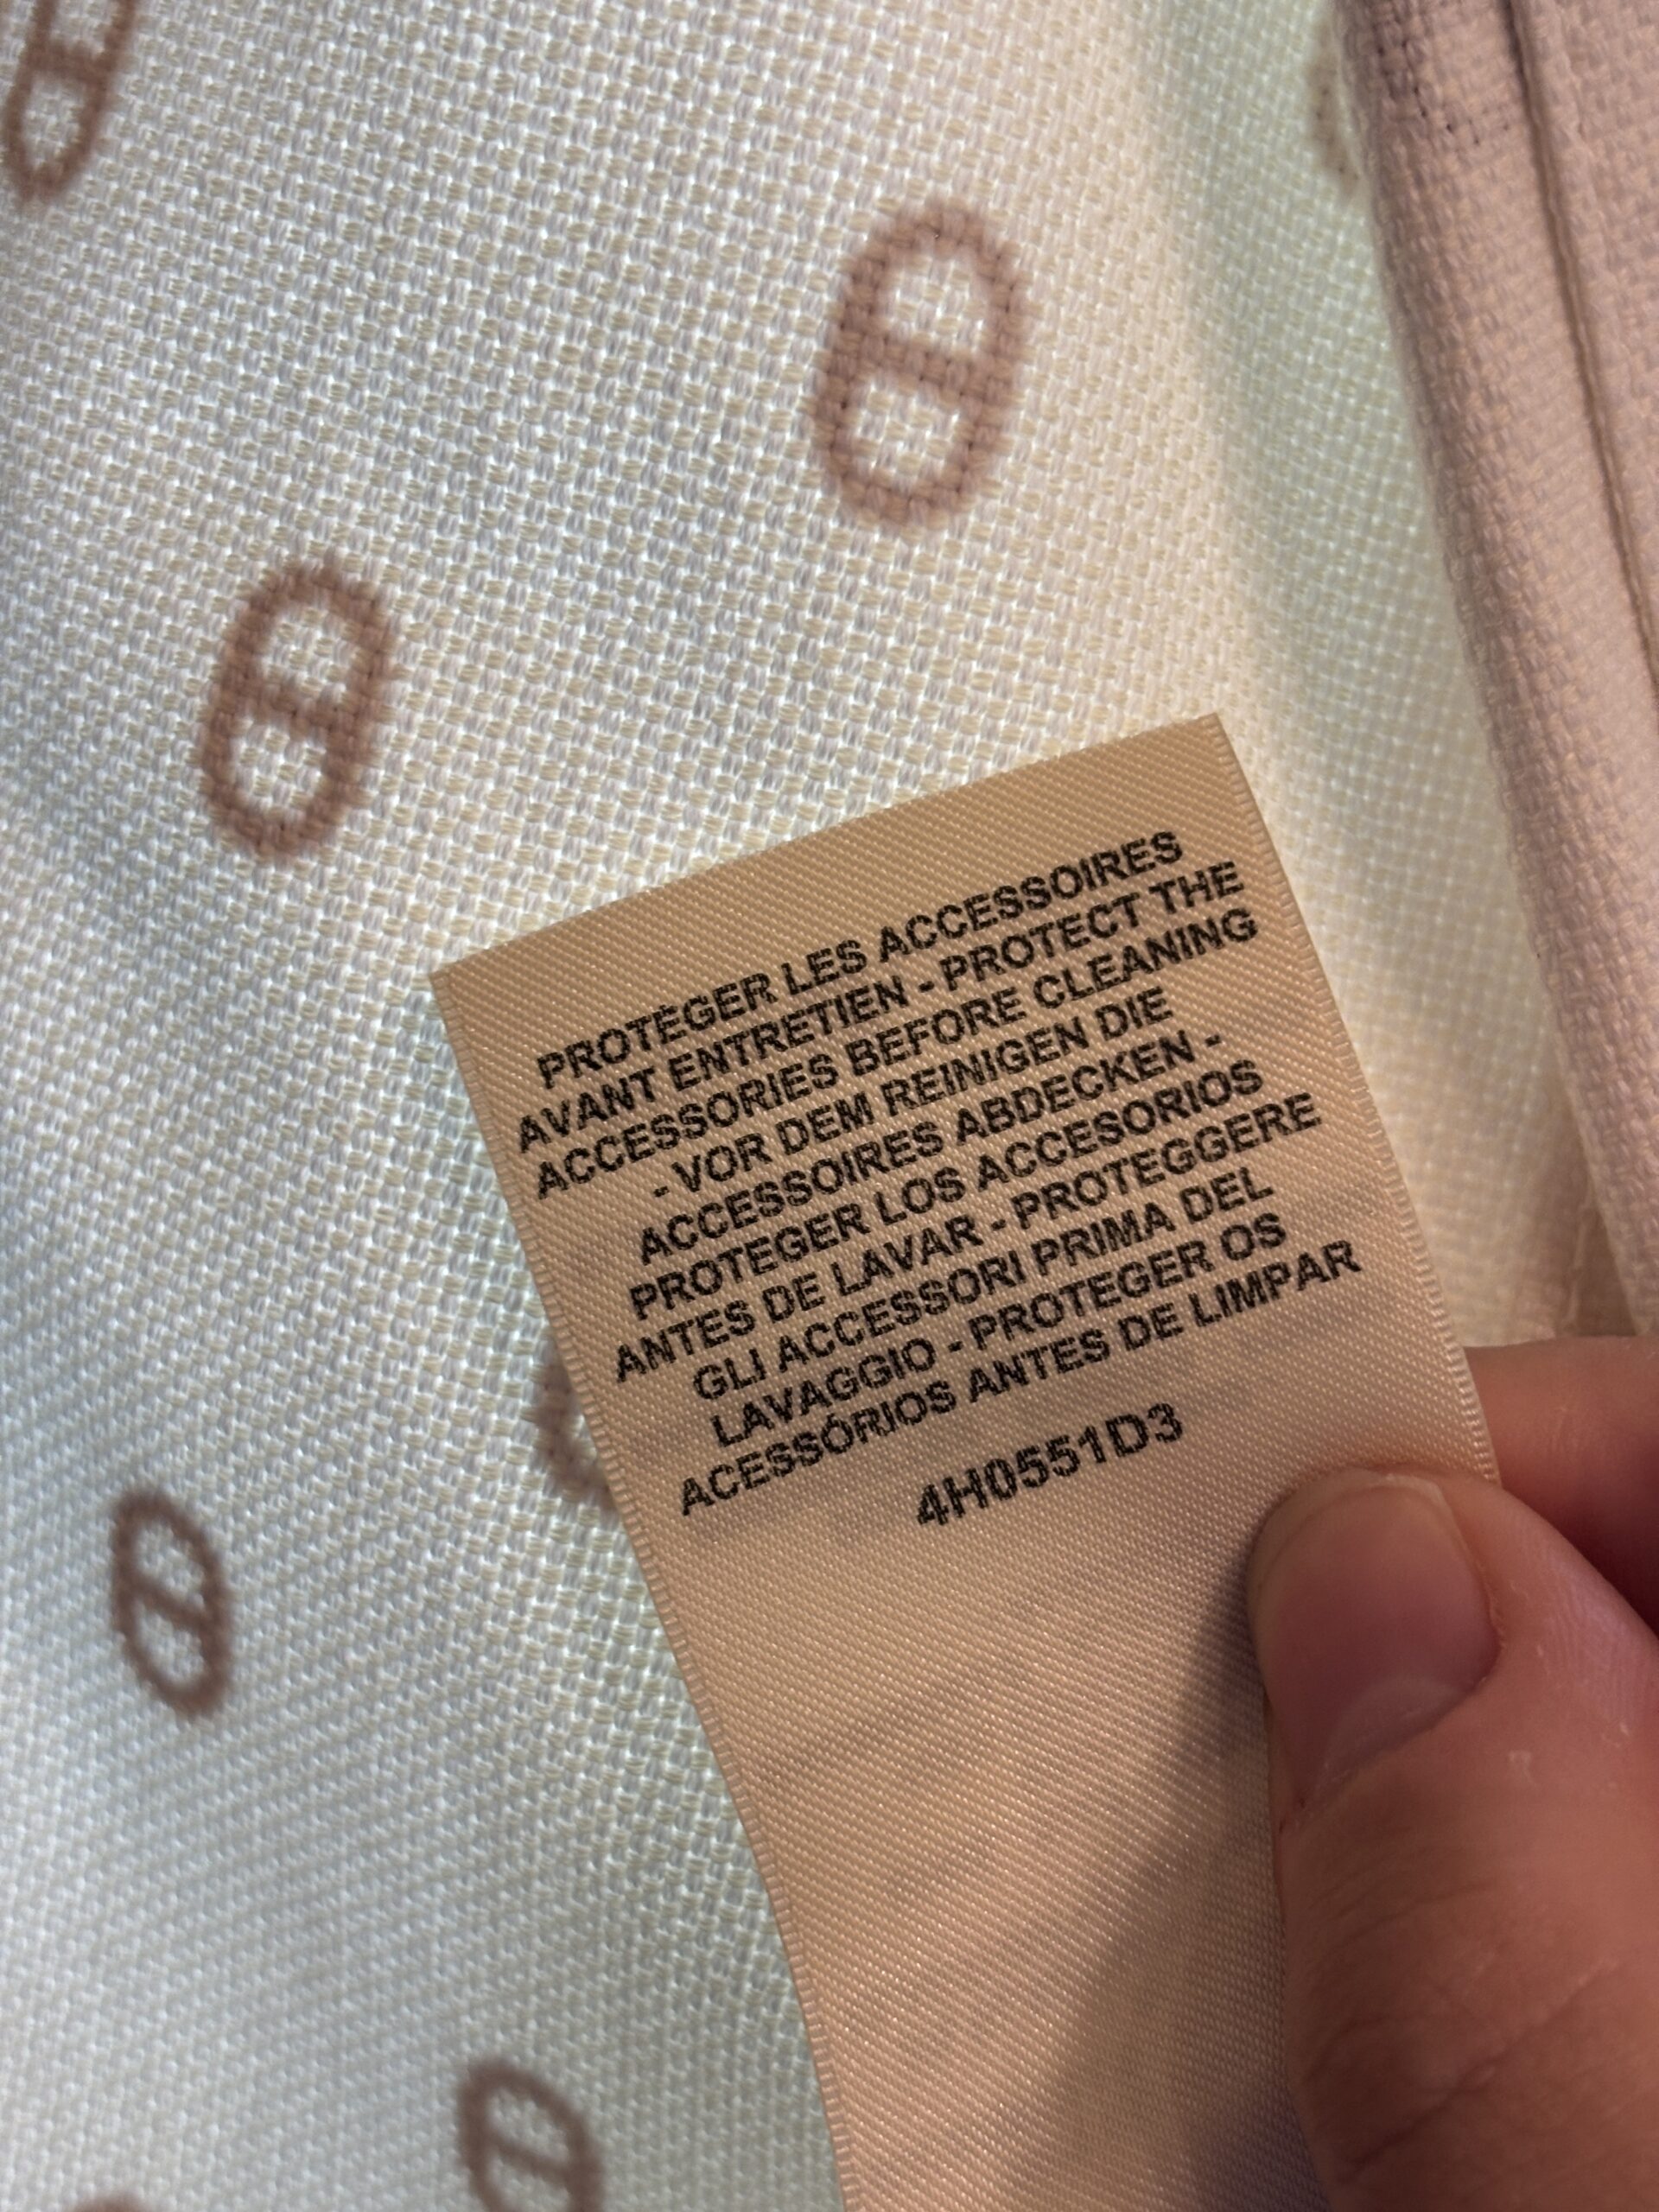 PROTÉGER LES ACCESSOIRES
AVANT ENTRETIEN - PROTECT THE
ACCESSORIES BEFORE CLEANING
- VOR DEM REINIGEN DIE
ACCESSOIRES ABDECKEN -
PROTEGER LOS ACCESORIOS
ANTES DE LAVAR - PROTEGGERE
GLI ACCESSORI PRIMA DEL
LAVAGGIO - PROTEGER OS
ACESSÓRIOS ANTES DE LIMPAR
4H0551D3